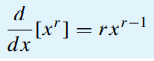 d/dx [x^r] = rx^{r−1}